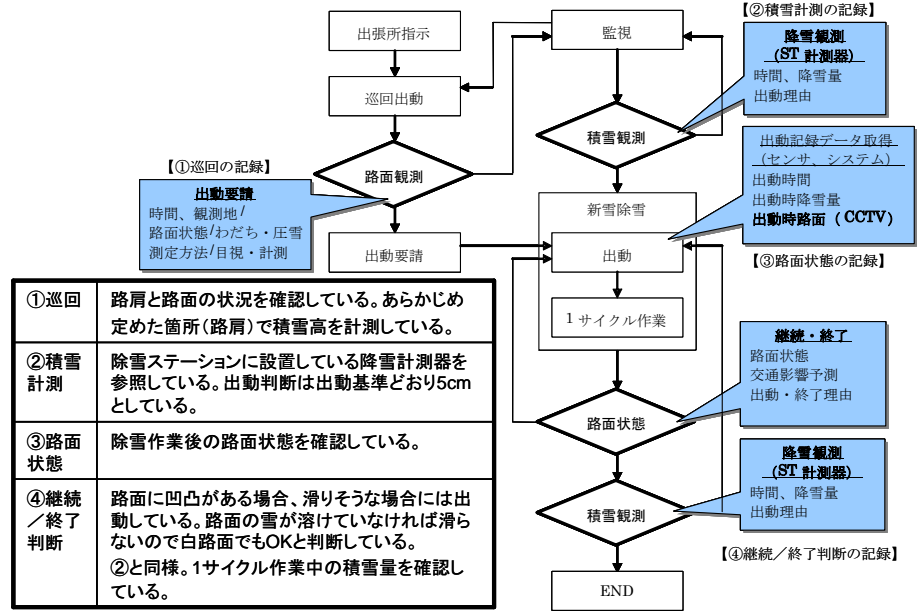 出張所指示
監視
【②積雪計測の記録】
降雪観測
(ST 計測器)
時間、降雪量
出動理由
巡回出動
積雪観測
【①巡回の記録】
路面観測
出動記録データ取得
(センサ、システム)
出動時間
出動時降雪量
出動時路面（CCTV）
【③路面状態の記録】
出動要請
時間、観測地/
路面状態/わだち・圧雪
測定方法/目視・計測
新雪除雪
出動要請
出動
1 サイクル作業
①巡回
路肩と路面の状況を確認している。あらかじめ
定めた箇所(路肩)で積雪高を計測している。
②積雪
計測
除雪ステーションに設置している降雪計測器を
参照している。出動判断は出動基準どおり5cm
としている。
③路面
状態
除雪作業後の路面状態を確認している。
④継続
／終了
判断
路面に凹凸がある場合、滑りそうな場合には出
動している。路面の雪が溶けていなければ滑ら
ないので白路面でもOKと判断している。
②と同様。1サイクル作業中の積雪量を確認し
ている。
継続・終了
路面状態
交通影響予測
出動・終了理由
路面状態
降雪観測
(ST 計測器)
時間、降雪量
出動理由
積雪観測
【④継続／終了判断の記録】
END